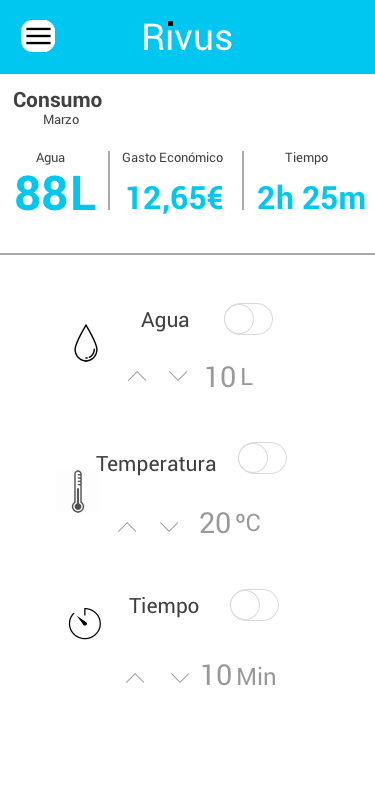 Rivus
Consumo
Marzo
Agua Gasto Económico Tiempo
88L 12,65€ 2h 25m
Agua
10 L
Temperatura
20 ºC
Tiempo
10 Min